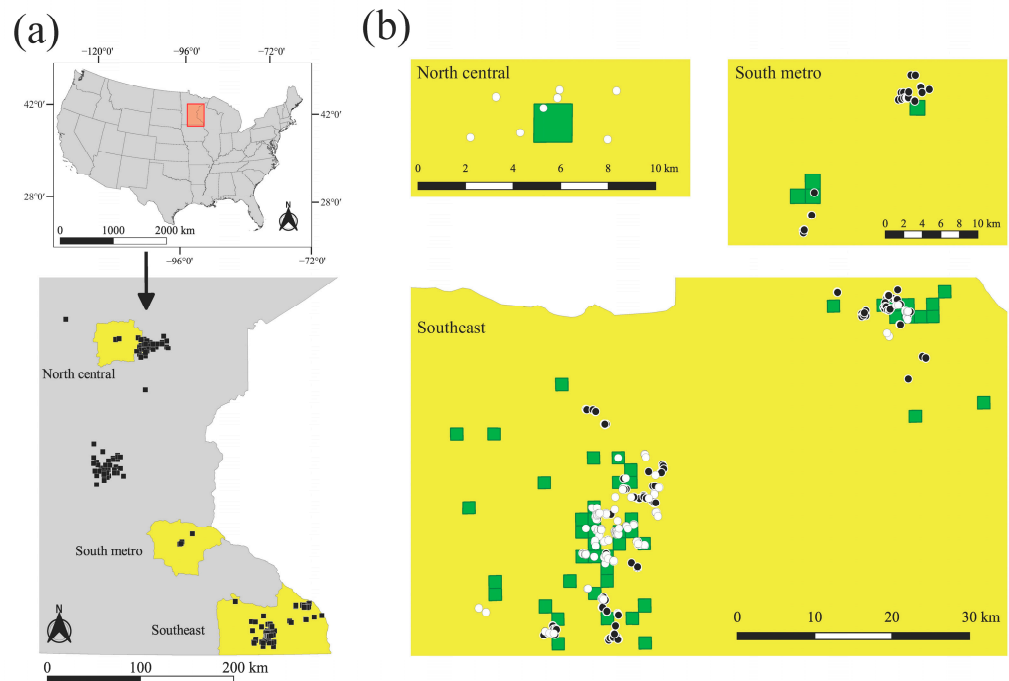 (a)
−120°0'
−96°0'
−72°0'
42°0'
42°0'
28°0'
28°0'
N
0 1000 2000 km
−96°0'
−72°0'
North central
South metro
Southeast
N
0 100 200 km
(b)
North central
0 2 4 6 8 10 km
South metro
0 2 4 6 8 10 km
Southeast
0 10 20 30 km